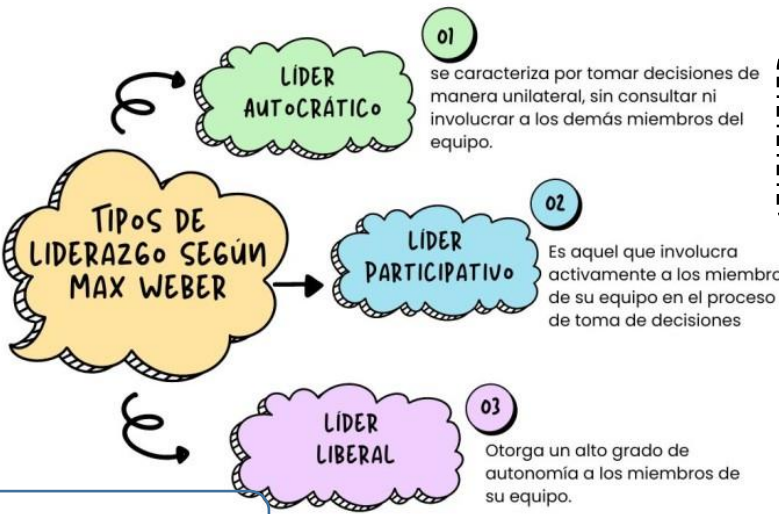 TIPOS DE
LIDERAZGO SEGÚN
MAX WEBER
01
LÍDER
AUTOCRÁTICO
se caracteriza por tomar decisiones de
manera unilateral, sin consultar ni
involucrar a los demás miembros del
equipo.
02
LÍDER
PARTICIPATIVO
Es aquel que involucra
activamente a los miembro
de su equipo en el proceso
de toma de decisiones
03
LÍDER
LIBERAL
Otorga un alto grado de
autonomía a los miembros de
su equipo.